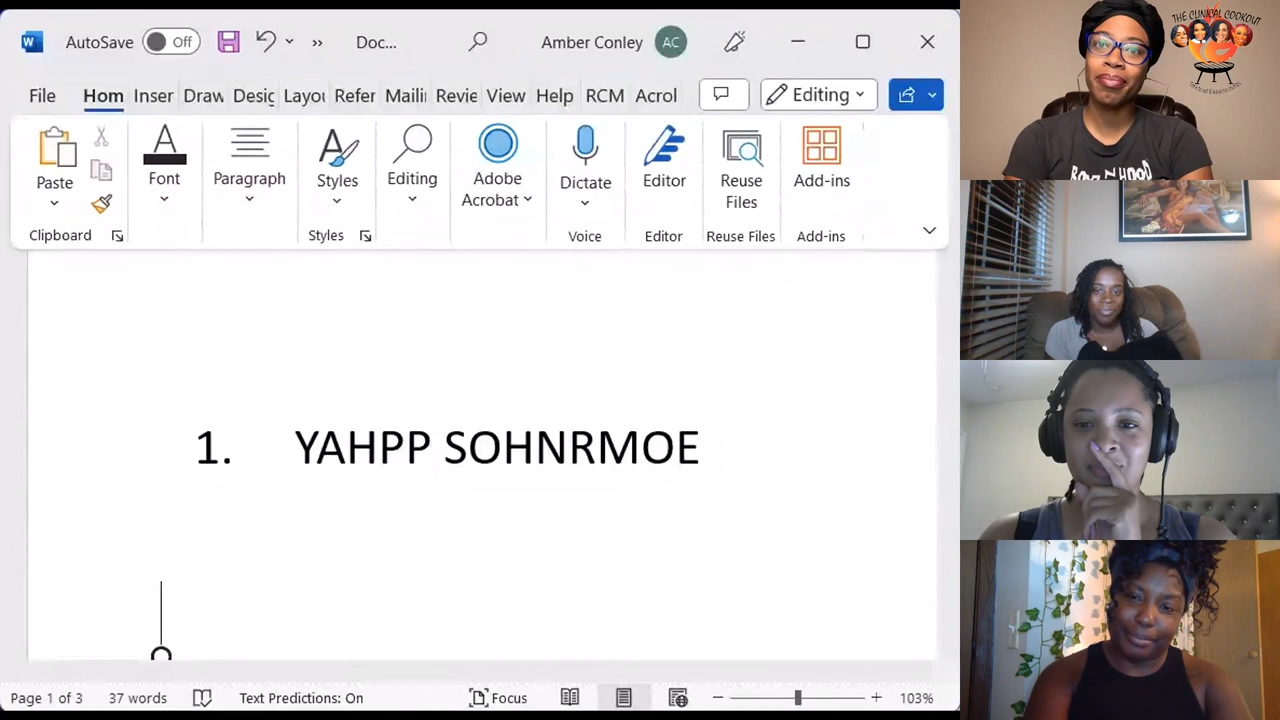 AutoSave Off Doc... Amber Conley AC
File Hom Inser Draw Desig Layou Refer Mailii Revie View Help RCM Acrol Editing
Paste Font Paragraph Styles Editing Adobe Acrobat Dictate Editor Reuse Files Add-ins
Clipboard Styles Voice Editor Reuse Files Add-ins
1. YAHPP SOHNRMOE
Page 1 of 3 37 words Text Predictions: On Focus 103%
THE CLINICAL COOKOUT